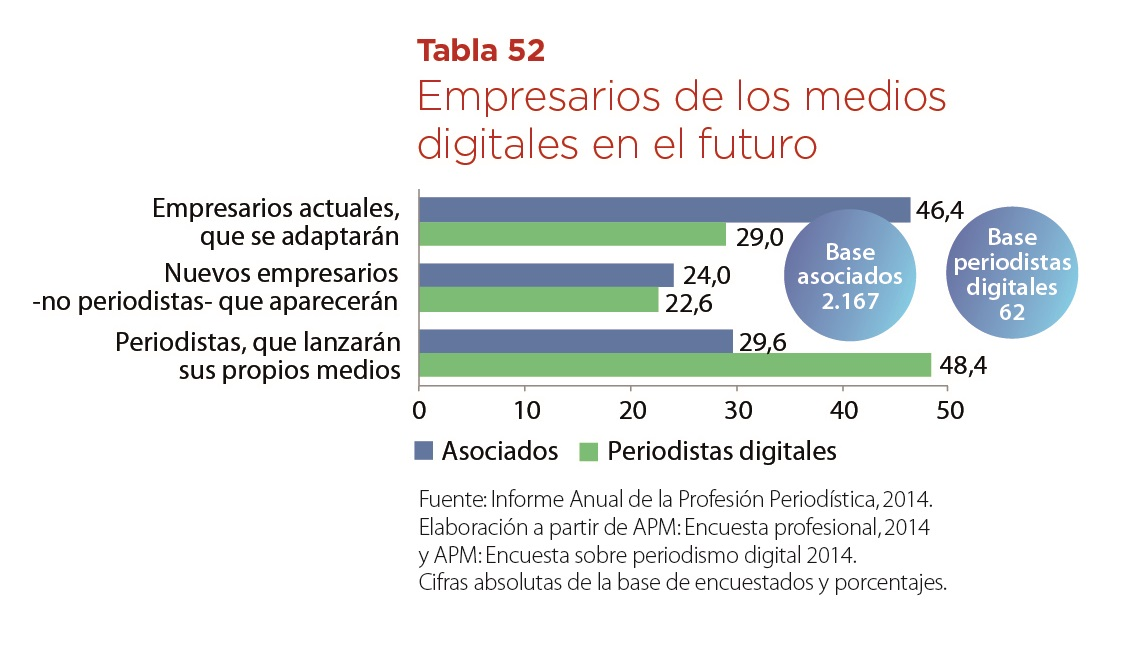 Tabla 52
Empresarios de los medios
digitales en el futuro
Empresarios actuales,
que se adaptarán
46,4
29,0
Nuevos empresarios
-no periodistas- que aparecerán
24,0
22,6
Periodistas, que lanzarán
sus propios medios
29,6
48,4
Base
asociados
2.167
Base
periodistas
digitales
62
0 10 20 30 40 50
Asociados Periodistas digitales
Fuente: Informe Anual de la Profesión Periodística, 2014.
Elaboración a partir de APM: Encuesta profesional, 2014
y APM: Encuesta sobre periodismo digital 2014.
Cifras absolutas de la base de encuestados y porcentajes.